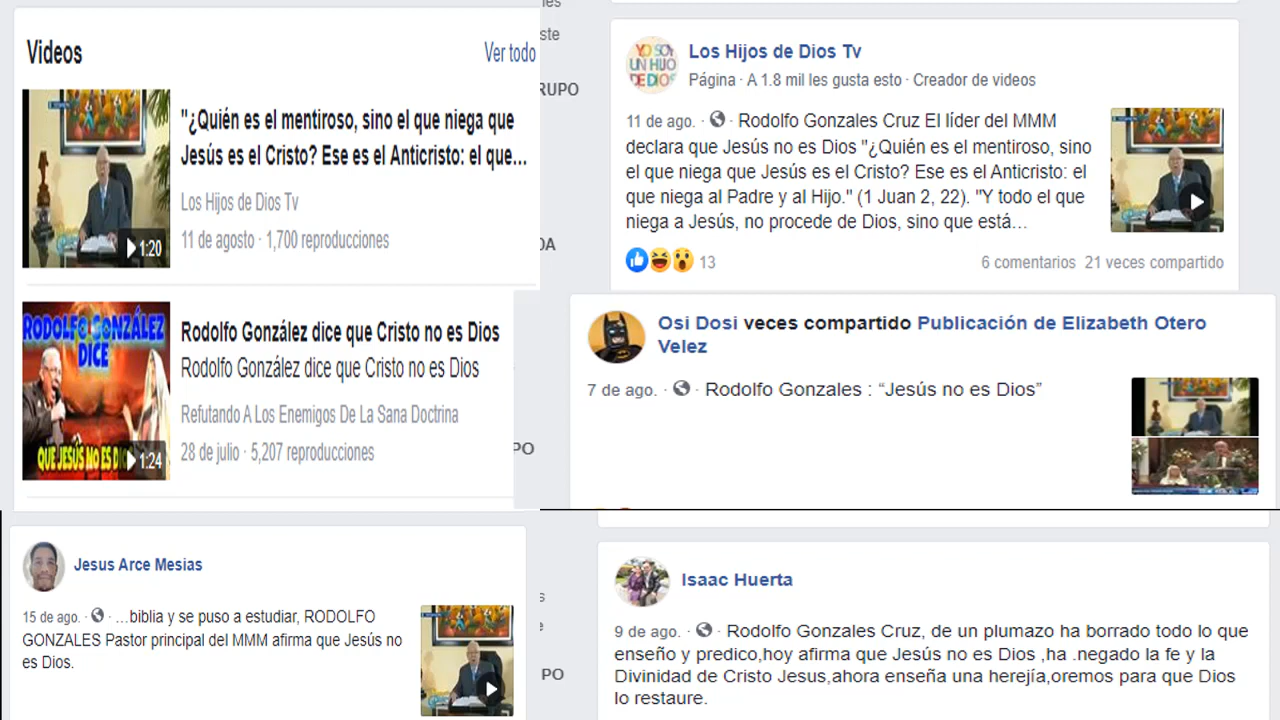 Videos
Ver todo
"¿Quién es el mentiroso, sino el que niega que
Jesús es el Cristo? Ese es el Anticristo: el que...
Los Hijos de Dios Tv
11 de agosto · 1,700 reproducciones
1:20
RODOLFO GONZÁLEZ
DICE
QUE JESÚS NO ES
1:24
Rodolfo González dice que Cristo no es Dios
Rodolfo González dice que Cristo no es Dios
Refutando A Los Enemigos De La Sana Doctrina
28 de julio · 5,207 reproducciones
ste
RUPO
DA
PO
YO SOY
UN HIJO
DE DIOS
Los Hijos de Dios Tv
Página · A 1.8 mil les gusta esto · Creador de videos
11 de ago. · Rodolfo Gonzales Cruz El líder del MMM
declara que Jesús no es Dios "¿Quién es el mentiroso, sino
el que niega que Jesús es el Cristo? Ese es el Anticristo: el
que niega al Padre y al Hijo." (1 Juan 2, 22). "Y todo el que
niega a Jesús, no procede de Dios, sino que está...
13
6 comentarios 21 veces compartido
Osi Dosi veces compartido Publicación de Elizabeth Otero
Velez
7 de ago. · Rodolfo Gonzales : “Jesús no es Dios”
Jesus Arce Mesias
15 de ago. · ...biblia y se puso a estudiar, RODOLFO
GONZALES Pastor principal del MMM afirma que Jesús no
es Dios.
PO
Isaac Huerta
9 de ago. · Rodolfo Gonzales Cruz, de un plumazo ha borrado todo lo que
enseño y predico,hoy afirma que Jesús no es Dios ,ha .negado la fe y la
Divinidad de Cristo Jesus,ahora enseña una herejía,oremos para que Dios
lo restaure.